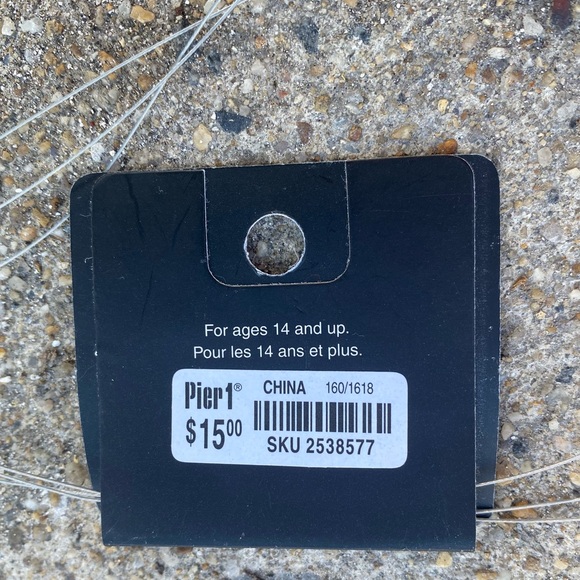 For ages 14 and up.
Pour les 14 ans et plus.
Pier1® CHINA 160/1618
$15.00
SKU 2538577